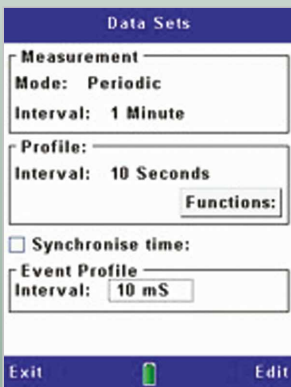 Data Sets
Measurement
Mode: Periodic
Interval: 1 Minute
Profile:
Interval: 10 Seconds
Functions:
Synchronise time:
Event Profile
Interval: 10 mS
Exit Edit